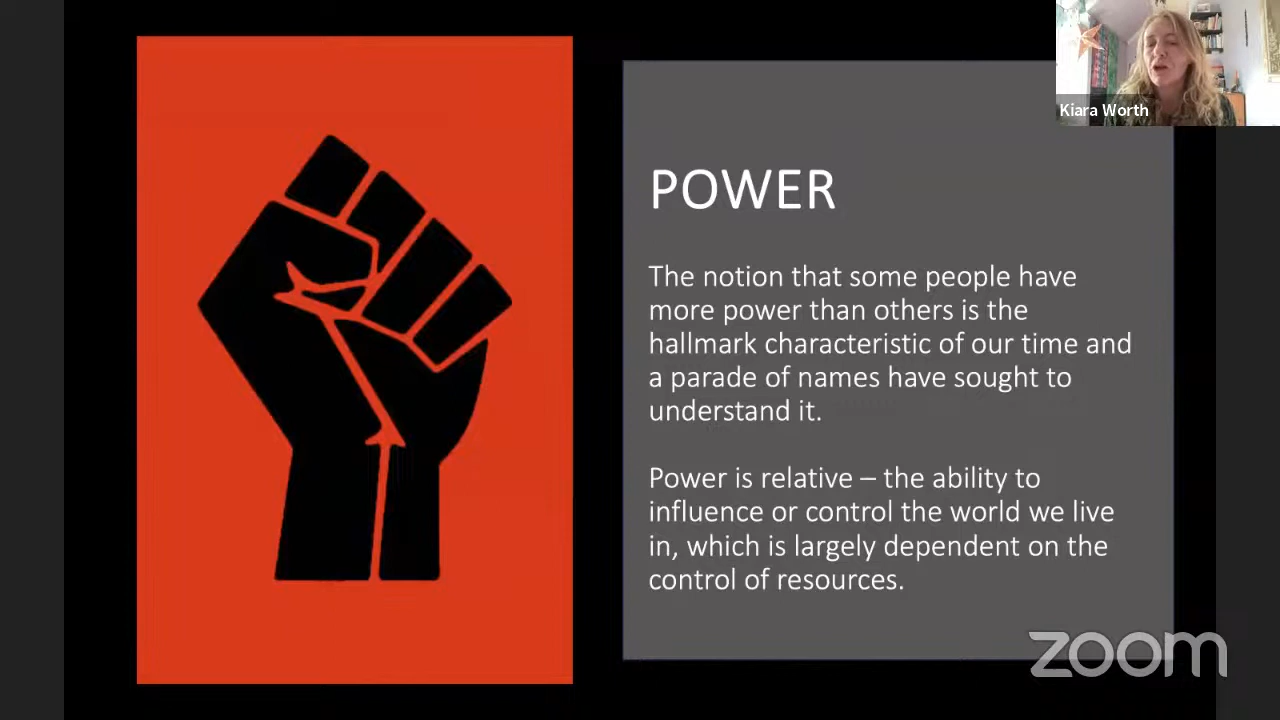 Kiara Worth
POWER
The notion that some people have
more power than others is the
hallmark characteristic of our time and
a parade of names have sought to
understand it.
Power is relative – the ability to
influence or control the world we live
in, which is largely dependent on the
control of resources.
zoom